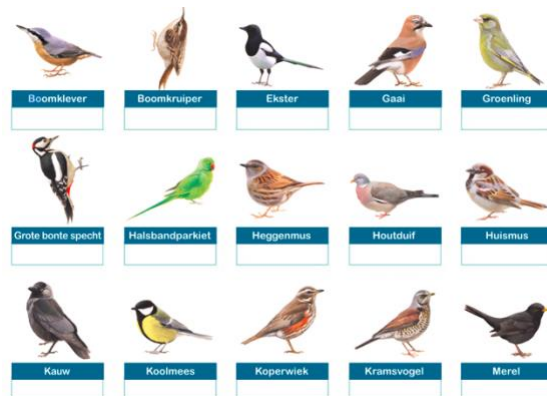 Boomklever
Boomkruiper
Ekster
Gaai
Groenling
Grote bonte specht
Halsbandparkiet
Heggenmus
Houtduif
Huismus
Kauw
Koolmees
Koperwiek
Kramsvogel
Merel